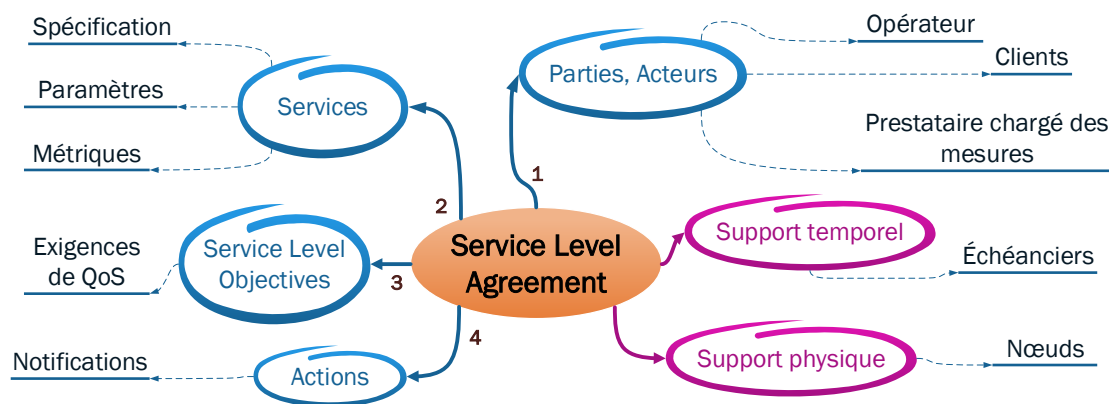 Spécification
Paramètres
Métriques
Services
Parties, Acteurs
Opérateur
Clients
Prestataire chargé des
mesures
1
2
Service Level
Agreement
Exigences
de QoS
Service Level
Objectives
3
Support temporel
Échéanciers
4
Notifications
Actions
Support physique
Nœuds